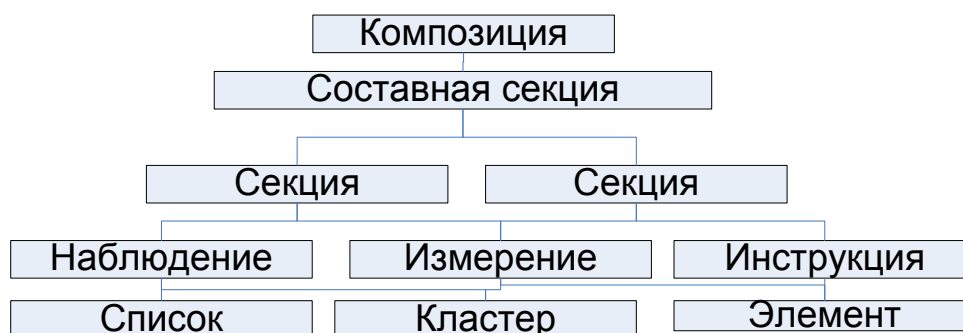 Композиция
Составная секция
Секция Секция
Наблюдение Измерение Инструкция
Список Кластер Элемент